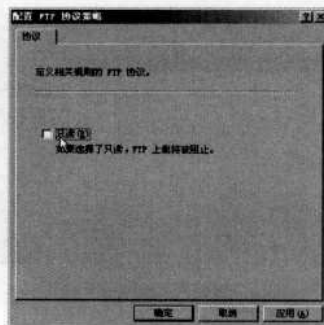 配置 FTP 协议策略
协议
定义相关规则的 FTP 协议。
只读(R)
如果选择了只读，FTP 上载将被阻止。
确定 取消 应用(A)